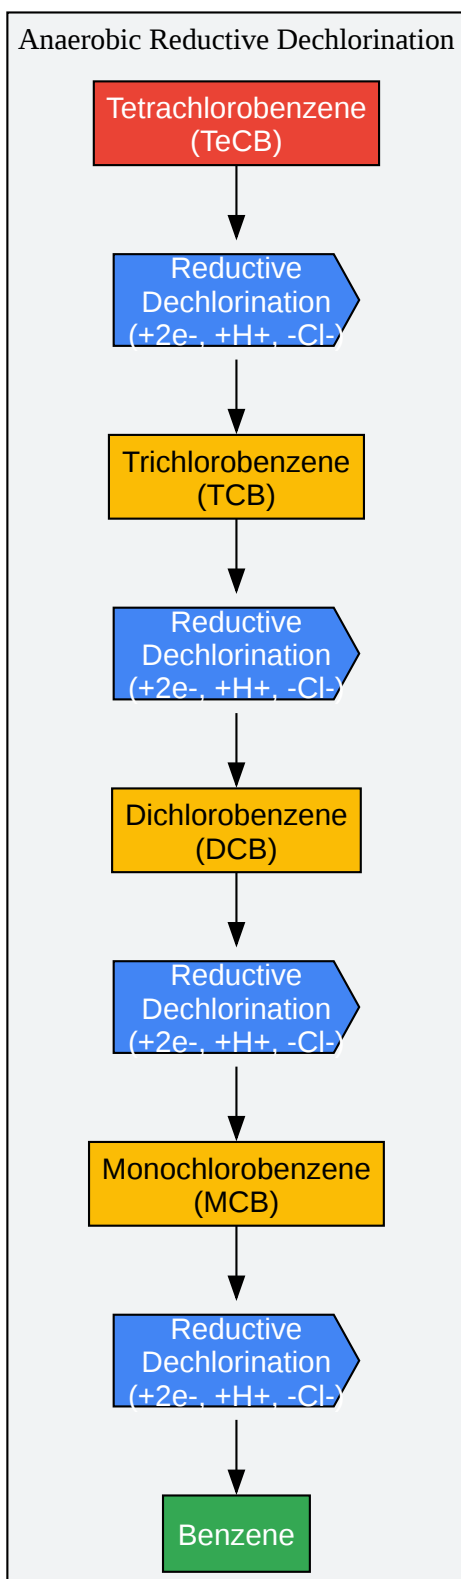 Anaerobic Reductive Dechlorination
Tetrachlorobenzene
(TeCB)
Reductive
Dechlorination
(+2e-, +H+, -Cl-)
Trichlorobenzene
(TCB)
Reductive
Dechlorination
(+2e-, +H+, -Cl-)
Dichlorobenzene
(DCB)
Reductive
Dechlorination
(+2e-, +H+, -Cl-)
Monochlorobenzene
(MCB)
Reductive
Dechlorination
(+2e-, +H+, -Cl-)
Benzene